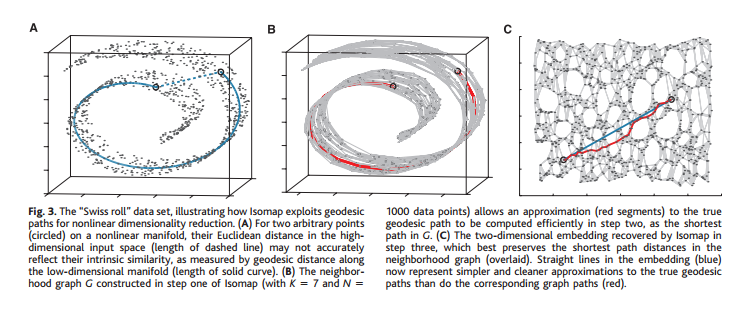 A
B
C
Fig. 3. The "Swiss roll" data set, illustrating how Isomap exploits geodesic
paths for nonlinear dimensionality reduction. (A) For two arbitrary points
(circled) on a nonlinear manifold, their Euclidean distance in the high-
dimensional input space (length of dashed line) may not accurately
reflect their intrinsic similarity, as measured by geodesic distance along
the low-dimensional manifold (length of solid curve). (B) The neighbor-
hood graph G constructed in step one of Isomap (with K = 7 and N =
1000 data points) allows an approximation (red segments) to the true
geodesic path to be computed efficiently in step two, as the shortest
path in G. (C) The two-dimensional embedding recovered by Isomap in
step three, which best preserves the shortest path distances in the
neighborhood graph (overlaid). Straight lines in the embedding (blue)
now represent simpler and cleaner approximations to the true geodesic
paths than do the corresponding graph paths (red).